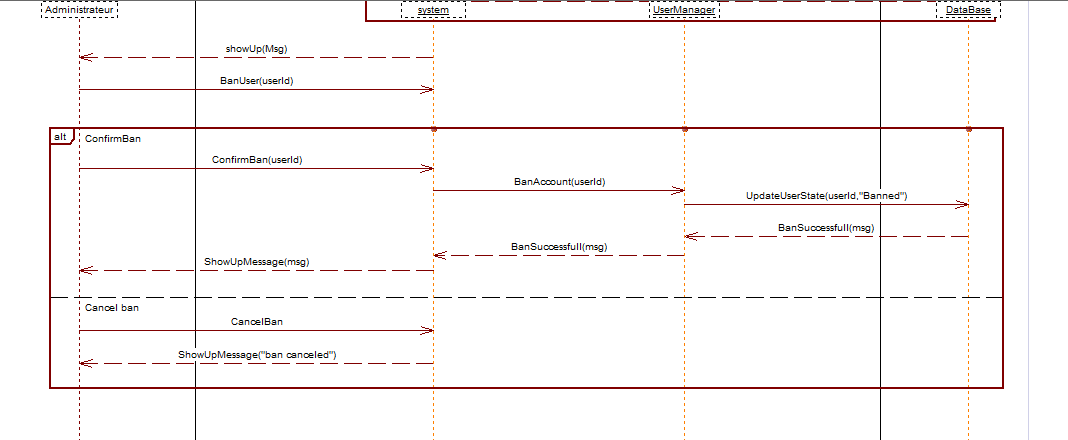 Administrateur
system
UserManager
DataBase
showUp(Msg)
BanUser(userId)
alt
ConfirmBan
ConfirmBan(userId)
BanAccount(userId)
UpdateUserState(userId,"Banned")
BanSuccessfull(msg)
BanSuccessfull(msg)
ShowUpMessage(msg)
Cancel ban
CancelBan
ShowUpMessage("ban canceled")